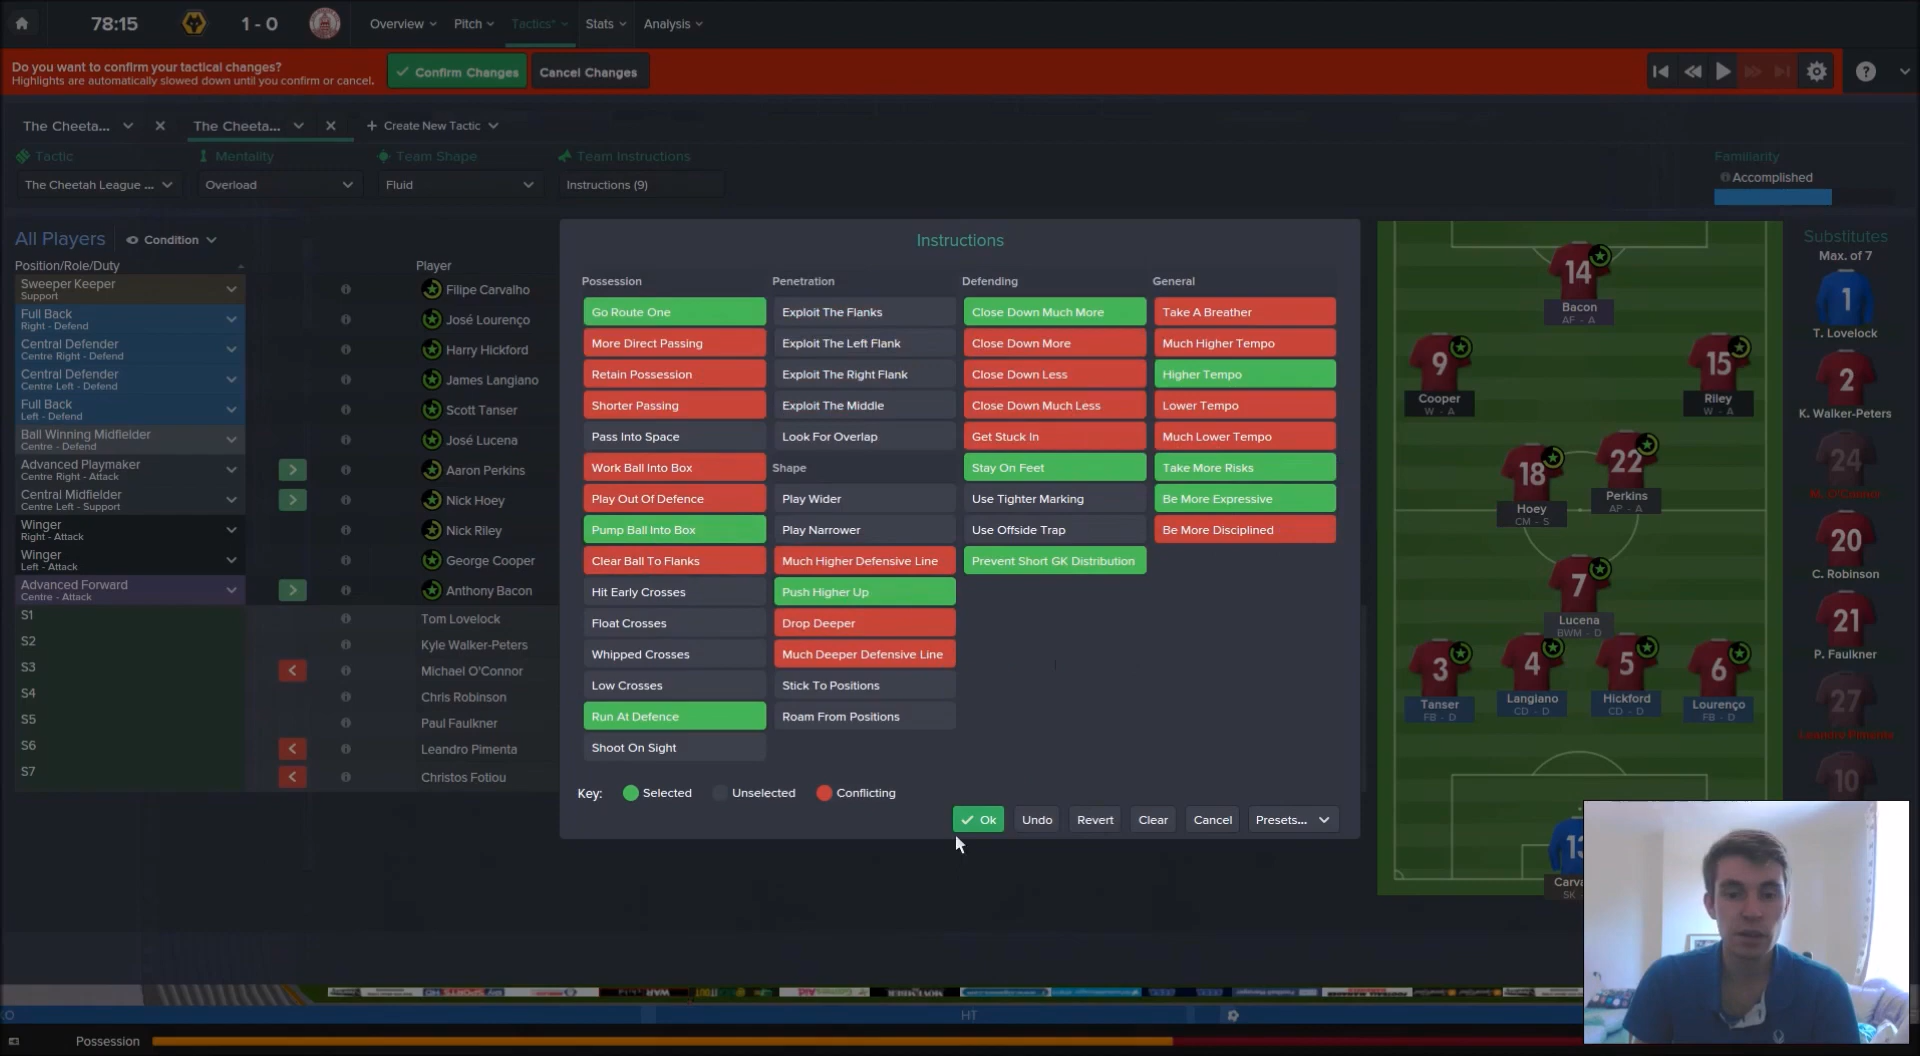 78:15
1 - 0
Overview
Pitch
Tactics*
Stats
Analysis
Do you want to confirm your tactical changes?
Highlights are automatically slowed down until you confirm or cancel.
Confirm Changes
Cancel Changes
The Cheeta...
The Cheeta...
Create New Tactic
Tactic
Mentality
Team Shape
Team Instructions
The Cheetah League ...
Overload
Fluid
Instructions (9)
Familiarity
Accomplished
All Players
Condition
Position/Role/Duty
Player
Sweeper Keeper
Support
Filipe Carvalho
Full Back
Right - Defend
José Lourenço
Central Defender
Centre Right - Defend
Harry Hickford
Central Defender
Centre Left - Defend
James Langiano
Full Back
Left - Defend
Scott Tanser
Ball Winning Midfielder
Centre - Defend
José Lucena
Advanced Playmaker
Centre Right - Attack
Aaron Perkins
Central Midfielder
Centre Left - Support
Nick Hoey
Winger
Right - Attack
Nick Riley
Winger
Left - Attack
George Cooper
Advanced Forward
Centre - Attack
Anthony Bacon
S1
Tom Lovelock
S2
Kyle Walker-Peters
S3
Michael O'Connor
S4
Chris Robinson
S5
Paul Faulkner
S6
Leandro Pimenta
S7
Christos Fotiou
Instructions
Possession
Go Route One
More Direct Passing
Retain Possession
Shorter Passing
Pass Into Space
Work Ball Into Box
Play Out Of Defence
Pump Ball Into Box
Clear Ball To Flanks
Hit Early Crosses
Float Crosses
Whipped Crosses
Low Crosses
Run At Defence
Shoot On Sight
Penetration
Exploit The Flanks
Exploit The Left Flank
Exploit The Right Flank
Exploit The Middle
Look For Overlap
Shape
Play Wider
Play Narrower
Much Higher Defensive Line
Push Higher Up
Drop Deeper
Much Deeper Defensive Line
Stick To Positions
Roam From Positions
Defending
Close Down Much More
Close Down More
Close Down Less
Close Down Much Less
Get Stuck In
Stay On Feet
Use Tighter Marking
Use Offside Trap
Prevent Short GK Distribution
General
Take A Breather
Much Higher Tempo
Higher Tempo
Lower Tempo
Much Lower Tempo
Take More Risks
Be More Expressive
Be More Disciplined
Key:
Selected
Unselected
Conflicting
Ok
Undo
Revert
Clear
Cancel
Presets...
14
Bacon
AF - A
9
Cooper
W - A
15
Riley
W - A
18
Hoey
CM - S
22
Perkins
AP - A
7
Lucena
BWM - D
3
Tanser
FB - D
4
Langiano
CD - D
5
Hickford
CD - D
6
Lourenço
FB - D
13
Carva
SK
Substitutes
Max. of 7
1
T. Lovelock
2
K. Walker-Peters
24
M. O'Connor
20
C. Robinson
21
P. Faulkner
27
Leandro Pimenta
10
HT
Possession